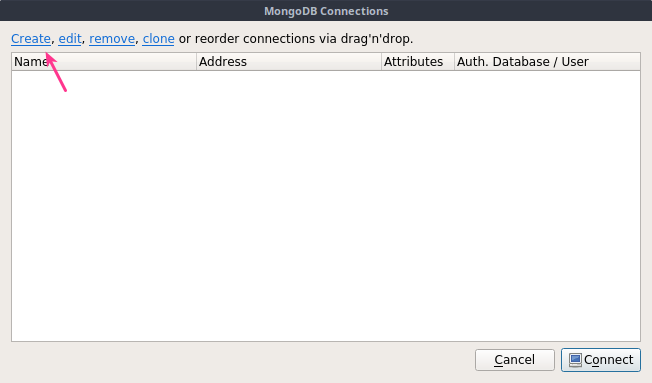 MongoDB Connections
Create, edit, remove, clone or reorder connections via drag'n'drop.
Name Address Attributes Auth. Database / User
Cancel Connect